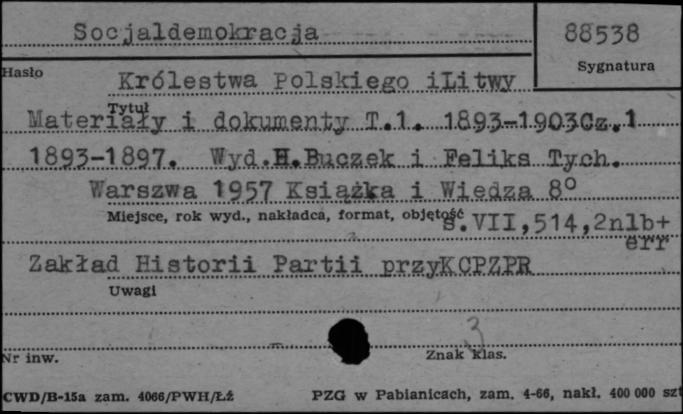 Socjaldemokracja
88538
Sygnatura
Hasło
Królestwa Polskiego iLitwy
Tytuł
Materiały i dokumenty T.1. 1893-1903Cz.1
1893-1897. Wyd.H.Buczek i Feliks Tych.
Warszwa 1957 Książka i Wiedza 8°
Miejsce, rok wyd., nakładca, format, objętość
s.VII,514,2nlb+
err
Zakład Historii Partii przyKCPZPR
Uwagi
3
Nr inw.
Znak klas.
CWD/B-15a zam. 4066/PWH/Łź
PZG w Pabianicach, zam. 4-66, nakł. 400 000 szt